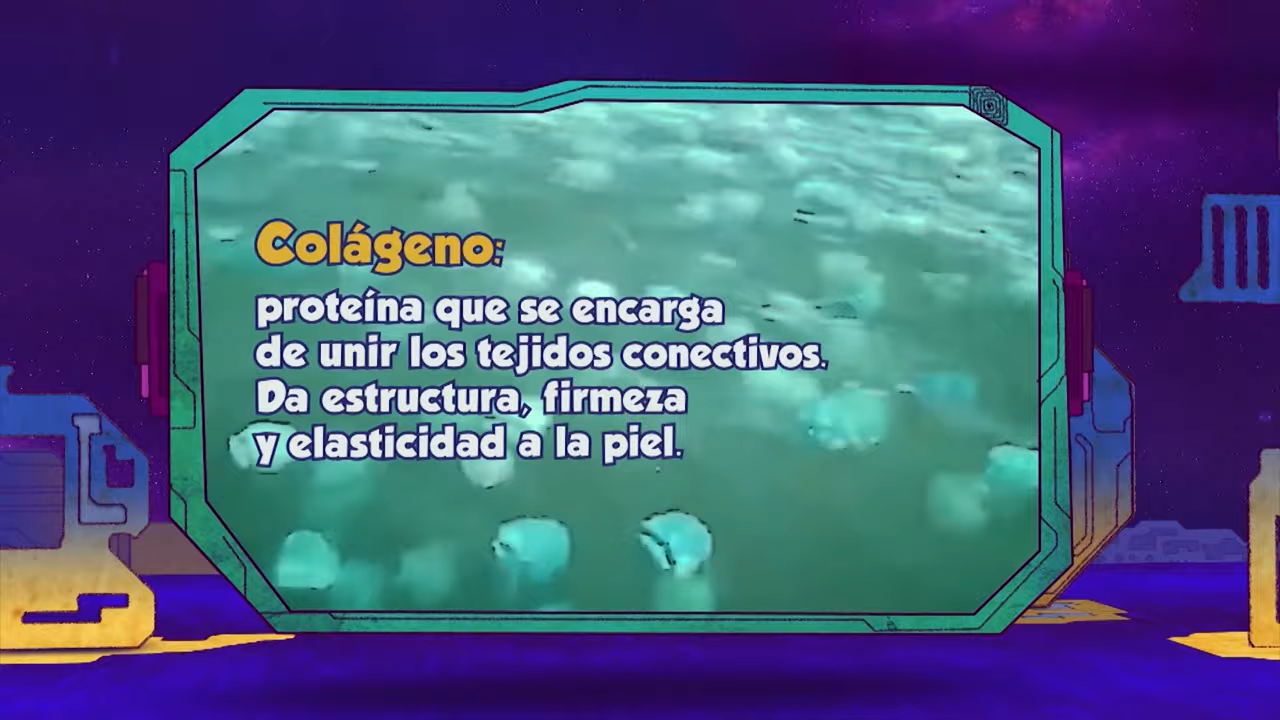 Colágeno:
proteína que se encarga
de unir los tejidos conectivos.
Da estructura, firmeza
y elasticidad a la piel.